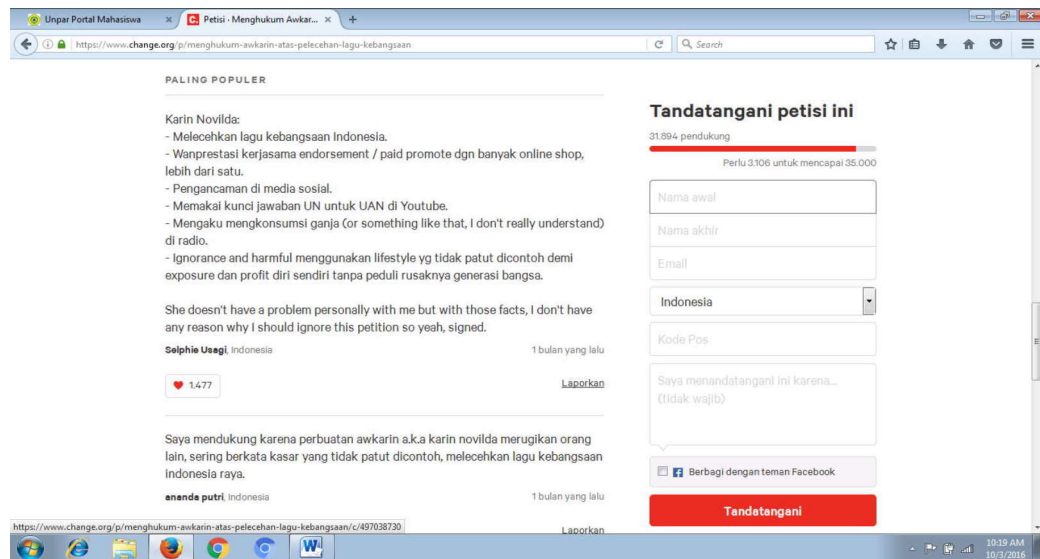 Unpar Portal Mahasiswa
Petisi · Menghukum Awkar...
https://www.change.org/p/menghukum-awkarin-atas-pelecehan-lagu-kebangsaan
Search
PALING POPULER
Karin Novilda:
- Melecehkan lagu kebangsaan Indonesia.
- Wanprestasi kerjasama endorsement / paid promote dgn banyak online shop,
lebih dari satu.
- Pengancaman di media sosial.
- Memakai kunci jawaban UN untuk UAN di Youtube.
- Mengaku mengkonsumsi ganja (or something like that, I don't really understand)
di radio.
- Ignorance and harmful menggunakan lifestyle yg tidak patut dicontoh demi
exposure dan profit diri sendiri tanpa peduli rusaknya generasi bangsa.
She doesn't have a problem personally with me but with those facts, I don't have
any reason why I should ignore this petition so yeah, signed.
Selphie Usagi, Indonesia
1 bulan yang lalu
1.477
Laporkan
Saya mendukung karena perbuatan awkarin a.k.a karin novilda merugikan orang
lain, sering berkata kasar yang tidak patut dicontoh, melecehkan lagu kebangsaan
indonesia raya.
ananda putri, Indonesia
1 bulan yang lalu
Laporkan
Tandatangani petisi ini
31.894 pendukung
Perlu 3.106 untuk mencapai 35.000
Nama awal
Nama akhir
Email
Indonesia
Kode Pos
Saya menandatangani ini karena...
(tidak wajib)
Berbagi dengan teman Facebook
Tandatangani
https://www.change.org/p/menghukum-awkarin-atas-pelecehan-lagu-kebangsaan/c/497038730
10:19 AM
10/3/2016